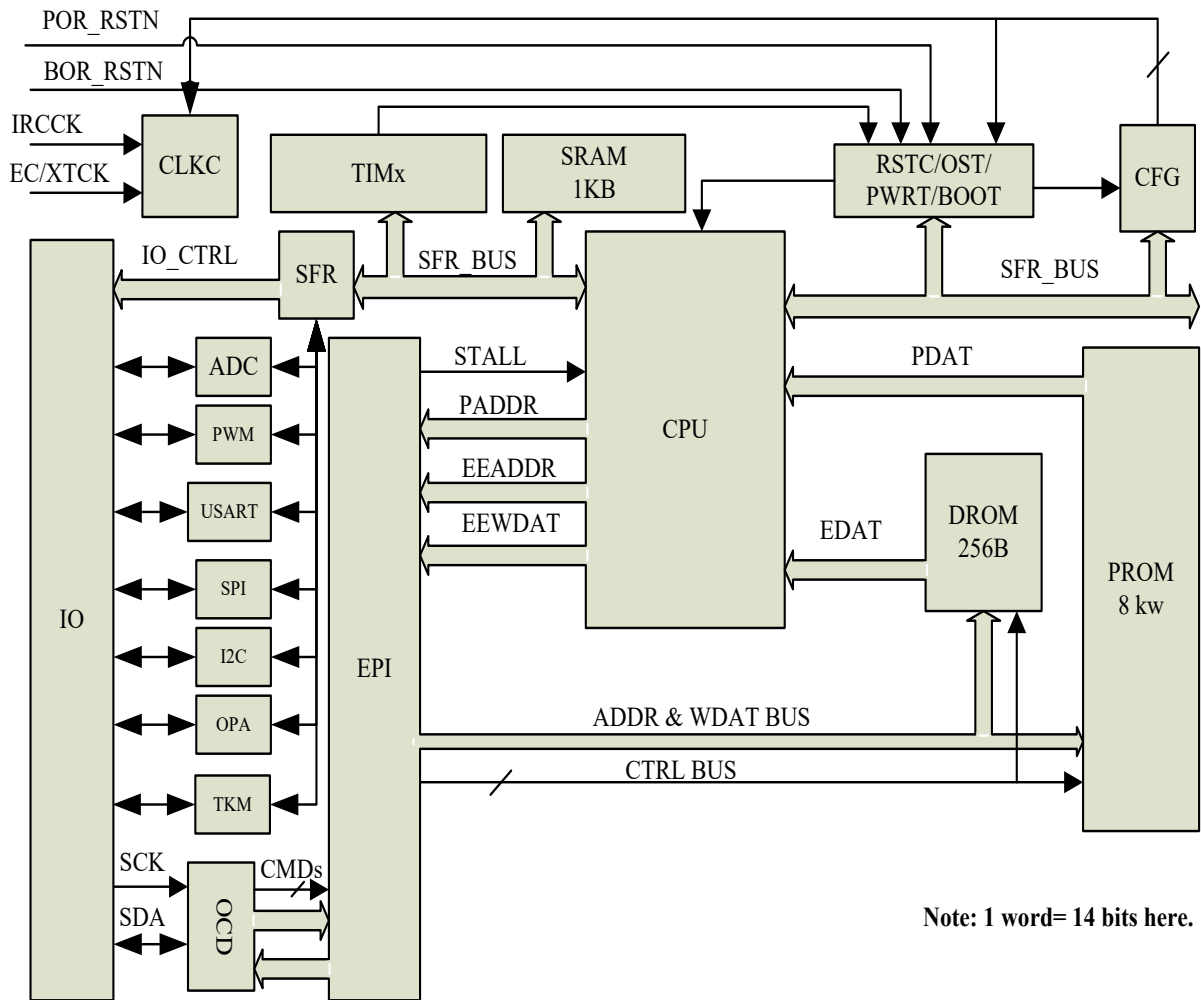 POR_RSTN
BOR_RSTN
IRCCK
EC/XTCK
CLKC
TIMx
SRAM
1KB
RSTC/OST/
PWRT/BOOT
CFG
IO_CTRL
SFR
SFR_BUS
SFR_BUS
ADC
PWM
USART
SPI
I2C
OPA
TKM
IO
EPI
STALL
PADDR
EEADDR
EEWDAT
CPU
PDAT
EDAT
DROM
256B
PROM
8 kw
ADDR & WDAT BUS
CTRL BUS
SCK
SDA
OCD
CMDs
Note: 1 word= 14 bits here.